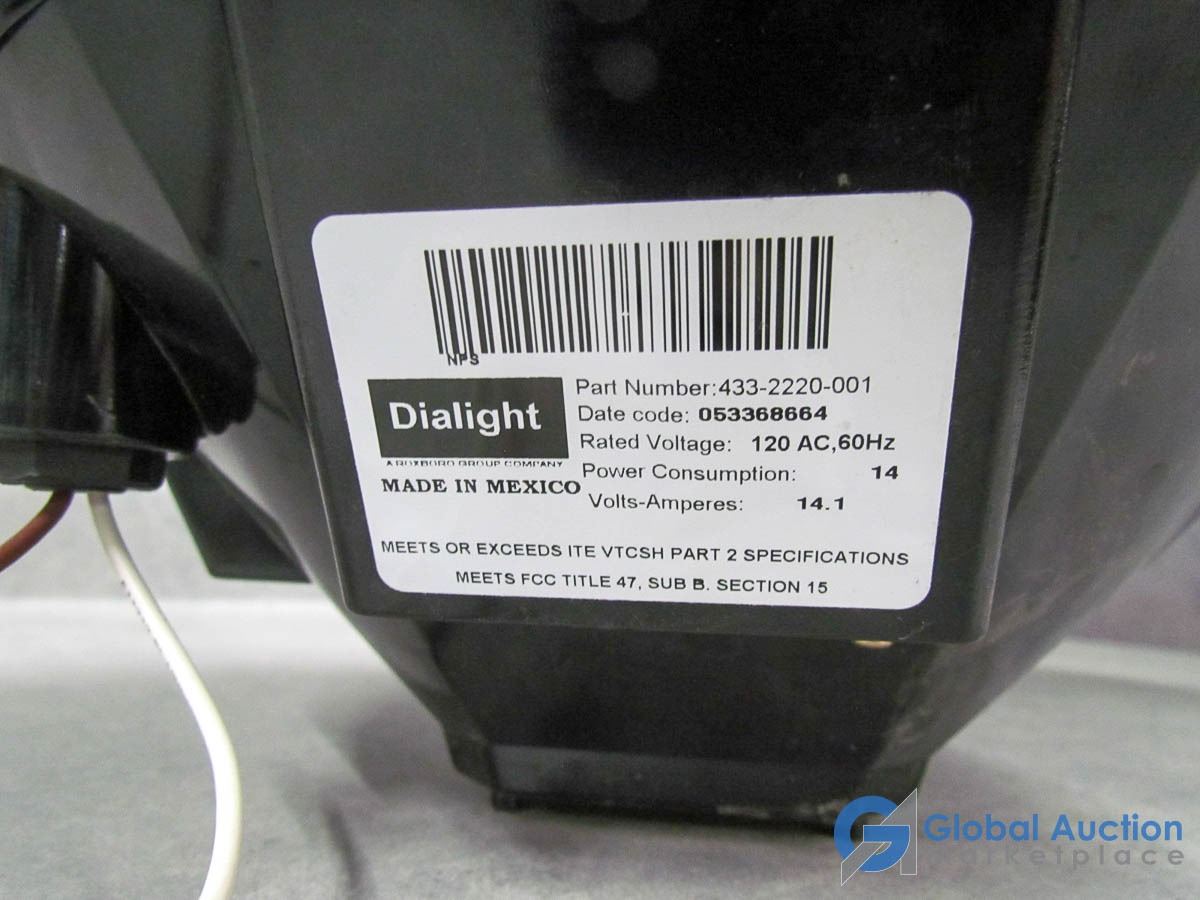 NPS
Dialight
A ROXBORO GROUP COMPANY
MADE IN MEXICO
Part Number:433-2220-001
Date code: 053368664
Rated Voltage: 120 AC,60Hz
Power Consumption: 14
Volts-Amperes: 14.1
MEETS OR EXCEEDS ITE VTCSH PART 2 SPECIFICATIONS
MEETS FCC TITLE 47, SUB B. SECTION 15
Global Auction
Marketplace